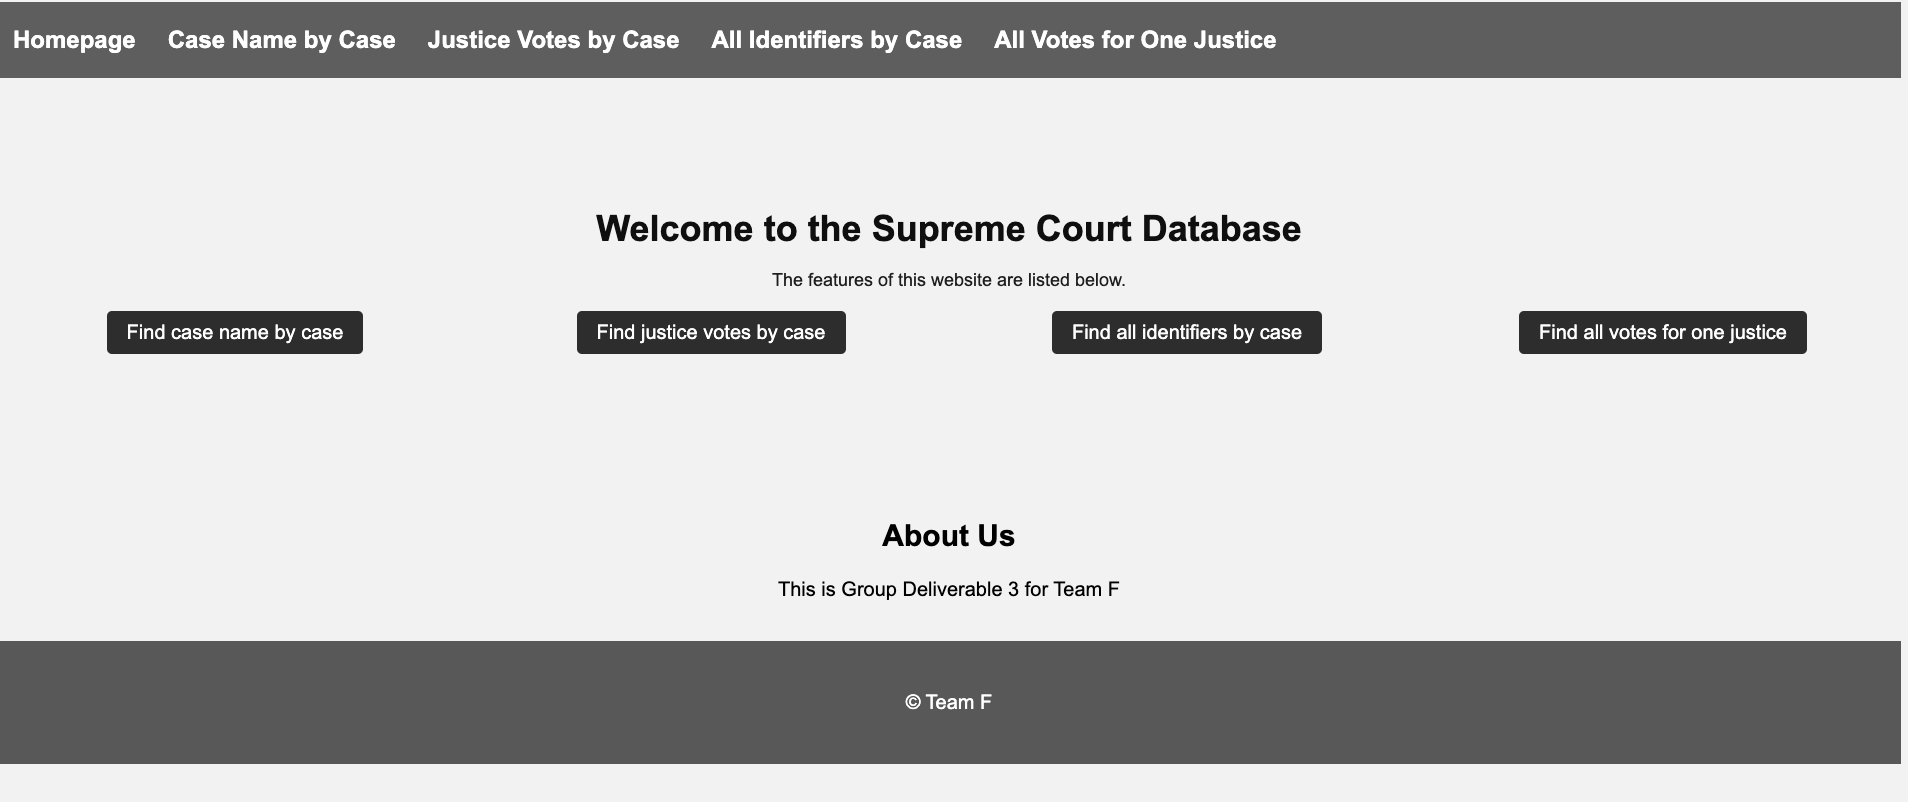 Homepage Case Name by Case Justice Votes by Case All Identifiers by Case All Votes for One Justice
Welcome to the Supreme Court Database
The features of this website are listed below.
Find case name by case Find justice votes by case Find all identifiers by case Find all votes for one justice
About Us
This is Group Deliverable 3 for Team F
© Team F